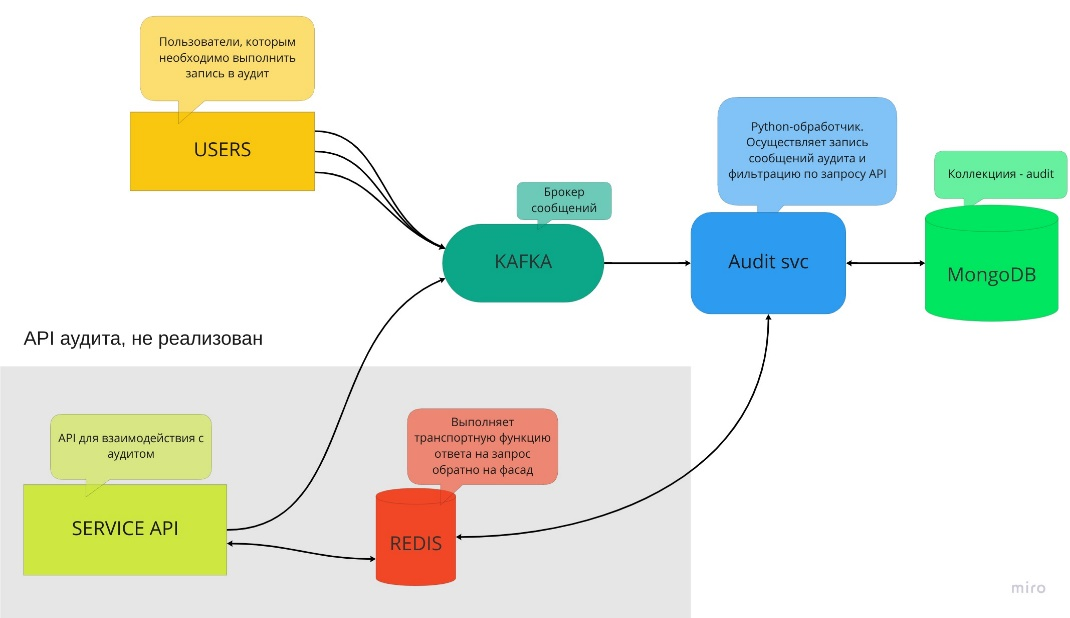 Пользователи, которым
необходимо выполнить
запись в аудит
USERS
Python-обработчик.
Осуществляет запись
сообщений аудита и
фильтрацию по запросу API
Коллекциия - audit
Брокер
сообщений
KAFKA
Audit svc
MongoDB
API аудита, не реализован
API для взаимодействия с
аудитом
SERVICE API
Выполняет
транспортную функцию
ответа на запрос
обратно на фасад
REDIS
miro